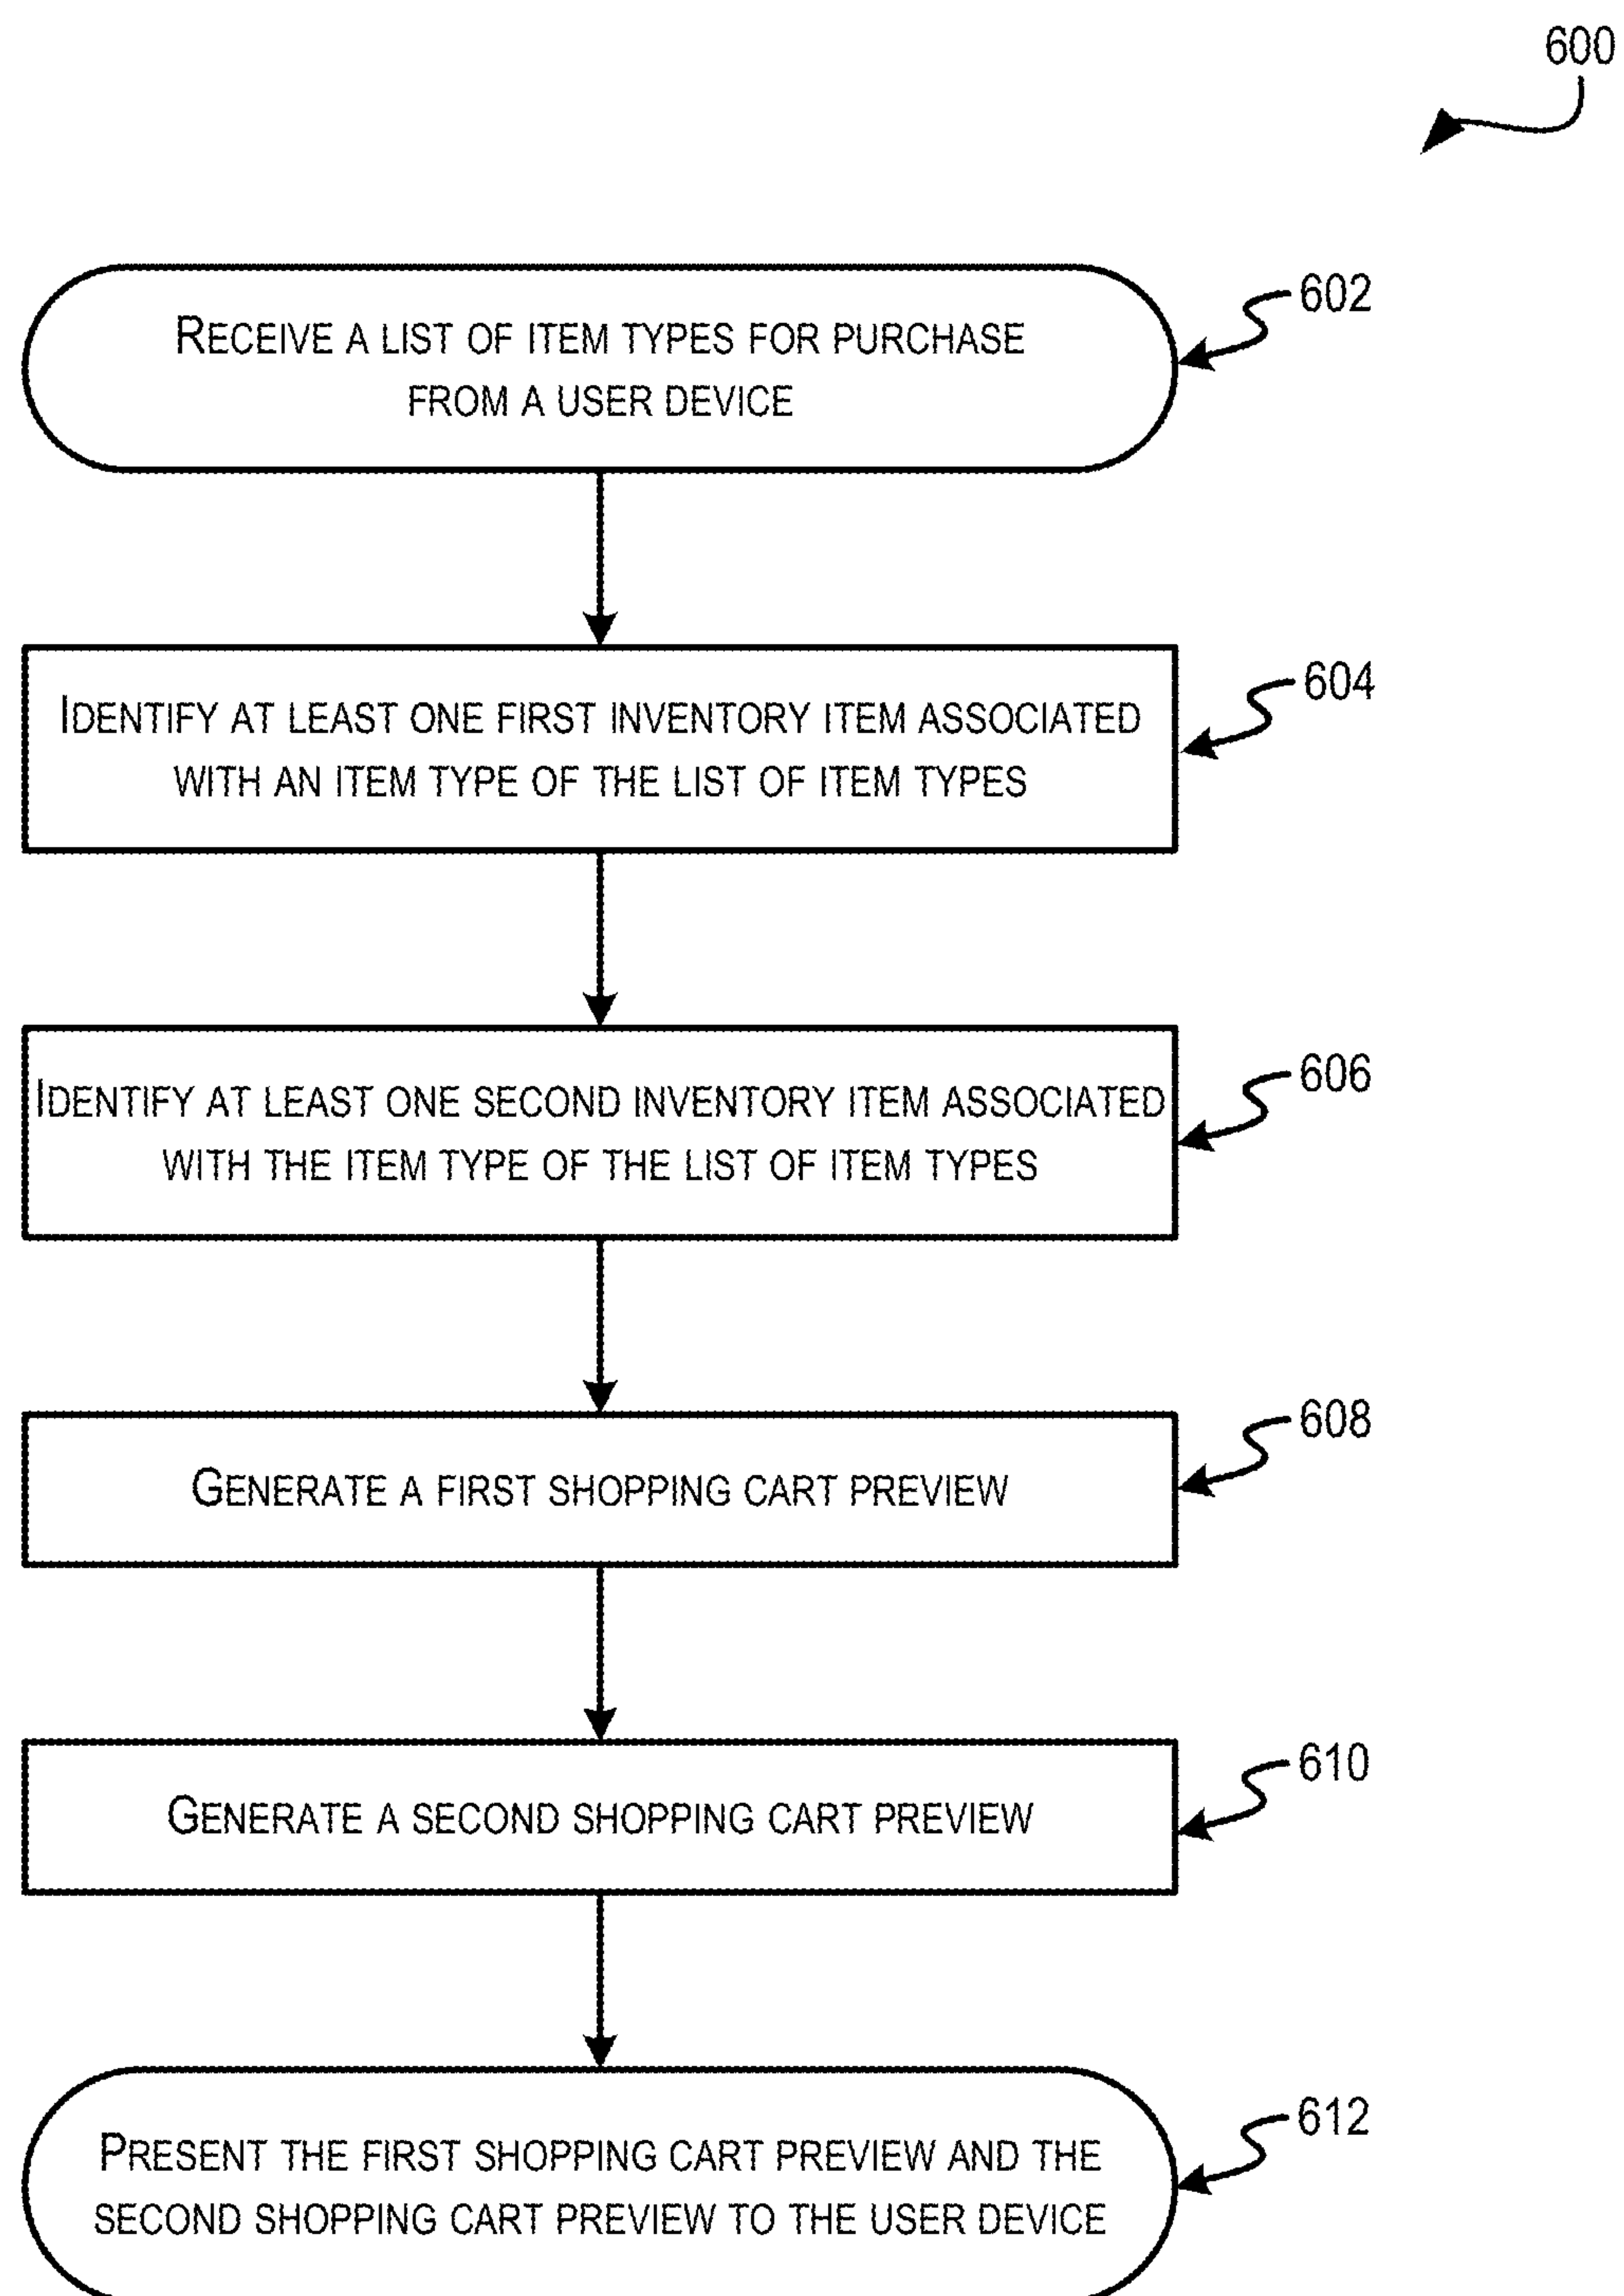 600
RECEIVE A LIST OF ITEM TYPES FOR PURCHASE
FROM A USER DEVICE
602
IDENTIFY AT LEAST ONE FIRST INVENTORY ITEM ASSOCIATED
WITH AN ITEM TYPE OF THE LIST OF ITEM TYPES
604
IDENTIFY AT LEAST ONE SECOND INVENTORY ITEM ASSOCIATED
WITH THE ITEM TYPE OF THE LIST OF ITEM TYPES
606
GENERATE A FIRST SHOPPING CART PREVIEW
608
GENERATE A SECOND SHOPPING CART PREVIEW
610
PRESENT THE FIRST SHOPPING CART PREVIEW AND THE
SECOND SHOPPING CART PREVIEW TO THE USER DEVICE
612